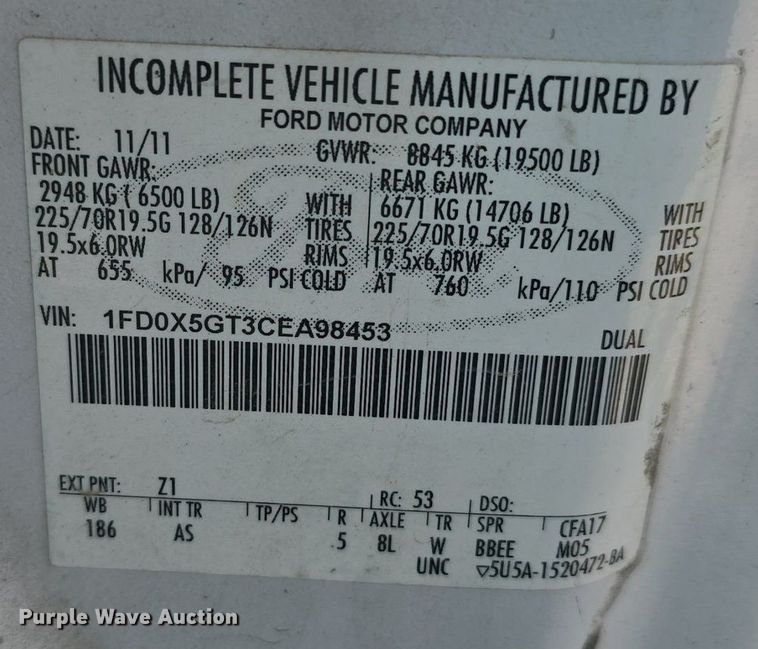 INCOMPLETE VEHICLE MANUFACTURED BY
FORD MOTOR COMPANY
DATE: 11/11 GVWR: 8845 KG (19500 LB)
FRONT GAWR: REAR GAWR:
2948 KG ( 6500 LB) WITH 6671 KG (14706 LB) WITH
225/70R19.5G 128/126N TIRES 225/70R19.5G 128/126N TIRES
19.5x6.0RW RIMS 19.5x6.0RW RIMS
AT 655 kPa/ 95 PSI COLD AT 760 kPa/110 PSI COLD
VIN: 1FD0X5GT3CEA98453 DUAL
EXT PNT: Z1 RC: 53 DSO:
WB INT TR TP/PS R AXLE TR SPR CFA17
186 AS 5 8L W BBEE M05
UNC ▽5U5A-1520472-BA
Purple Wave Auction